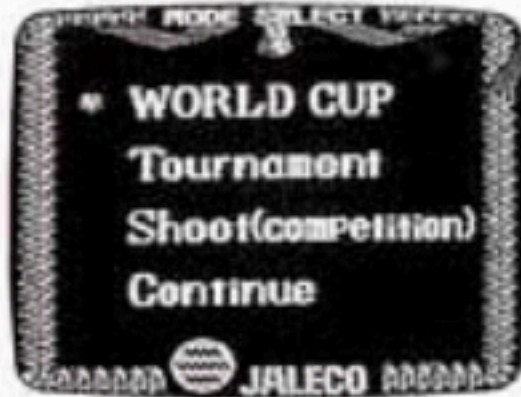 MODE SELECT
WORLD CUP
Tournament
Shoot(competition)
Continue
JALECO